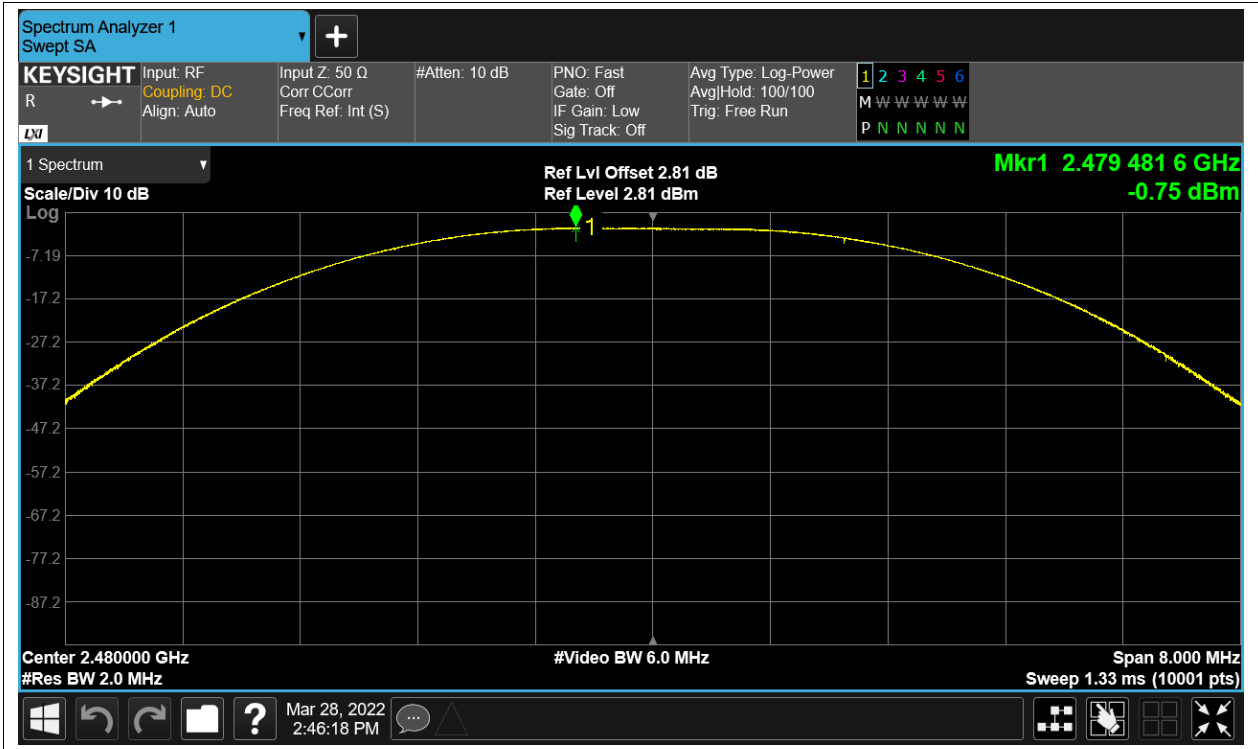 Spectrum Analyzer 1
Swept SA
KEYSIGHT
R
LXI
Input: RF
Coupling: DC
Align: Auto
Input Z: 50 Ω
Corr CCorr
Freq Ref: Int (S)
#Atten: 10 dB
PNO: Fast
Gate: Off
IF Gain: Low
Sig Track: Off
Avg Type: Log-Power
Avg|Hold: 100/100
Trig: Free Run
1 2 3 4 5 6
M W W W W W
P N N N N N
1 Spectrum
Scale/Div 10 dB
Log
Ref Lvl Offset 2.81 dB
Ref Level 2.81 dBm
Mkr1 2.479 481 6 GHz
-0.75 dBm
1
-7.19
-17.2
-27.2
-37.2
-47.2
-57.2
-67.2
-77.2
-87.2
Center 2.480000 GHz
#Video BW 6.0 MHz
Span 8.000 MHz
#Res BW 2.0 MHz
Sweep 1.33 ms (10001 pts)
?
Mar 28, 2022
2:46:18 PM